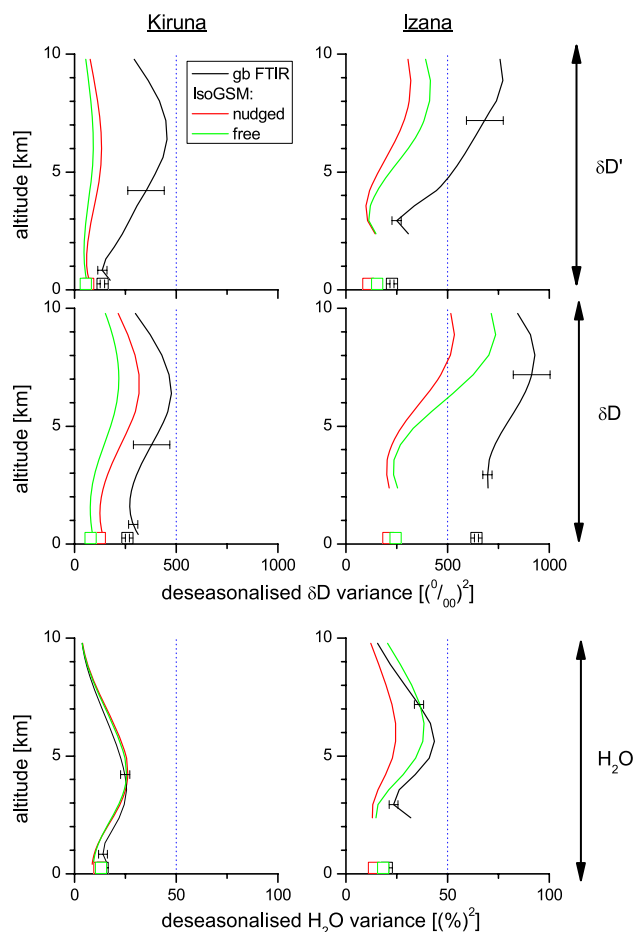 Kiruna Izana
10 10
gb FTIR
IsoGSM:
nudged
free
altitude [km]
5 5
δD'
0 0
10 10
altitude [km]
5 5
δD
0 0
0 250 500 0 500 1000
deseasonalised δD variance [(⁰/₀₀)²]
10 10
altitude [km]
5 5
H₂O
0 0
0 50 0 50 100
deseasonalised H₂O variance [(%)²]